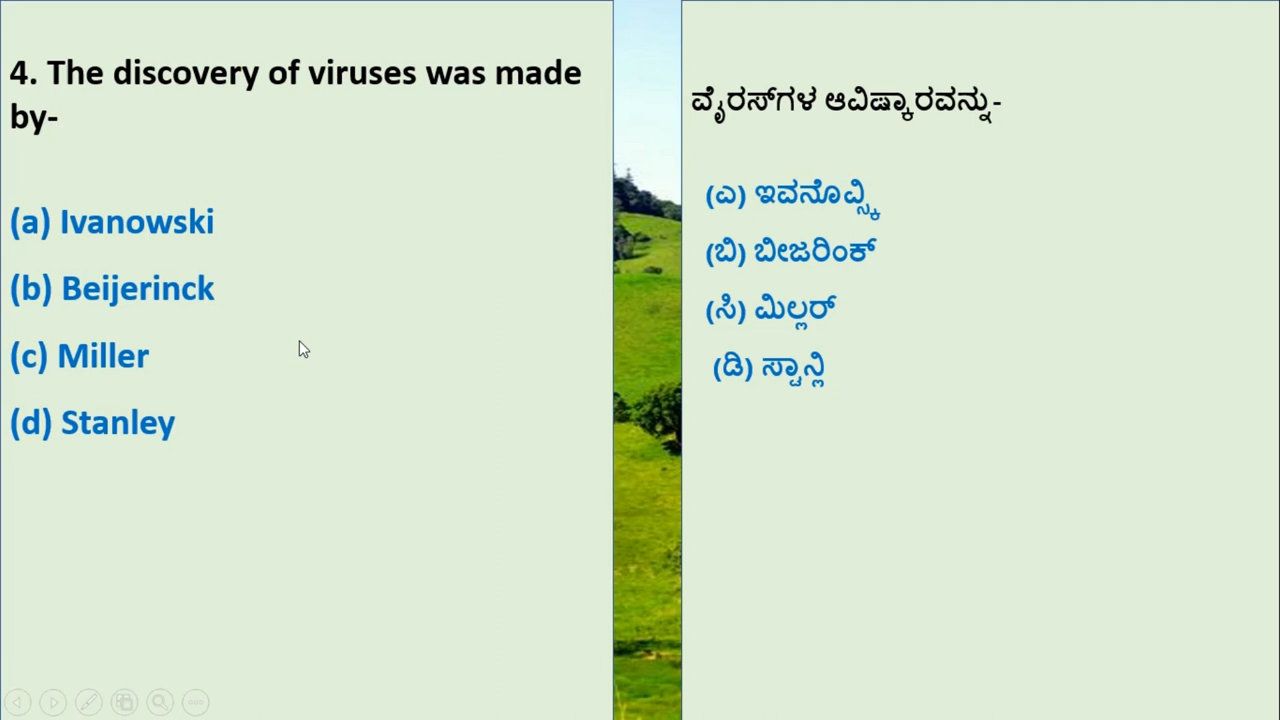 4. The discovery of viruses was made
by-
(a) Ivanowski
(b) Beijerinck
(c) Miller
(d) Stanley
ವೈರಸ್‌ಗಳ ಆವಿಷ್ಕಾರವನ್ನು-
(ಎ) ಇವನೊವ್ಸ್ಕಿ
(ಬಿ) ಬೀಜರಿಂಕ್
(ಸಿ) ಮಿಲ್ಲರ್
(ಡಿ) ಸ್ಟಾನ್ಲಿ